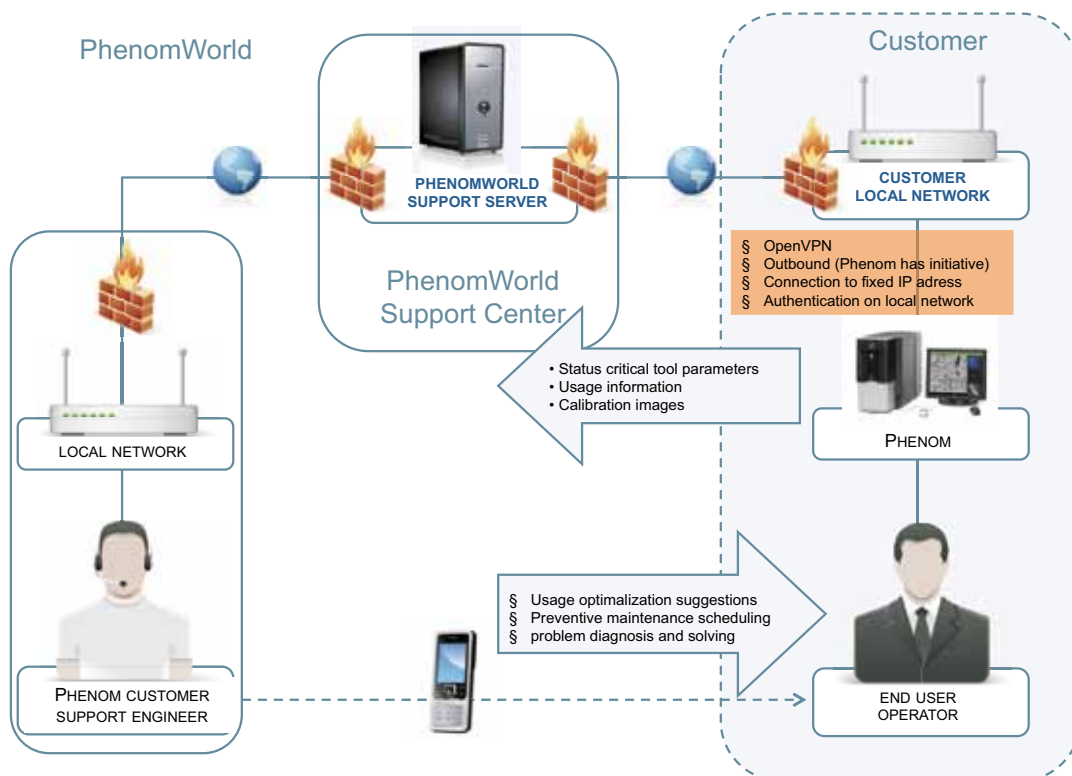 PhenomWorld
Customer
PHENOMWORLD
SUPPORT SERVER
CUSTOMER
LOCAL NETWORK
§ OpenVPN
§ Outbound (Phenom has initiative)
§ Connection to fixed IP adress
§ Authentication on local network
PhenomWorld
Support Center
• Status critical tool parameters
• Usage information
• Calibration images
LOCAL NETWORK
PHENOM
§ Usage optimalization suggestions
§ Preventive maintenance scheduling
§ problem diagnosis and solving
PHENOM CUSTOMER
SUPPORT ENGINEER
END USER
OPERATOR